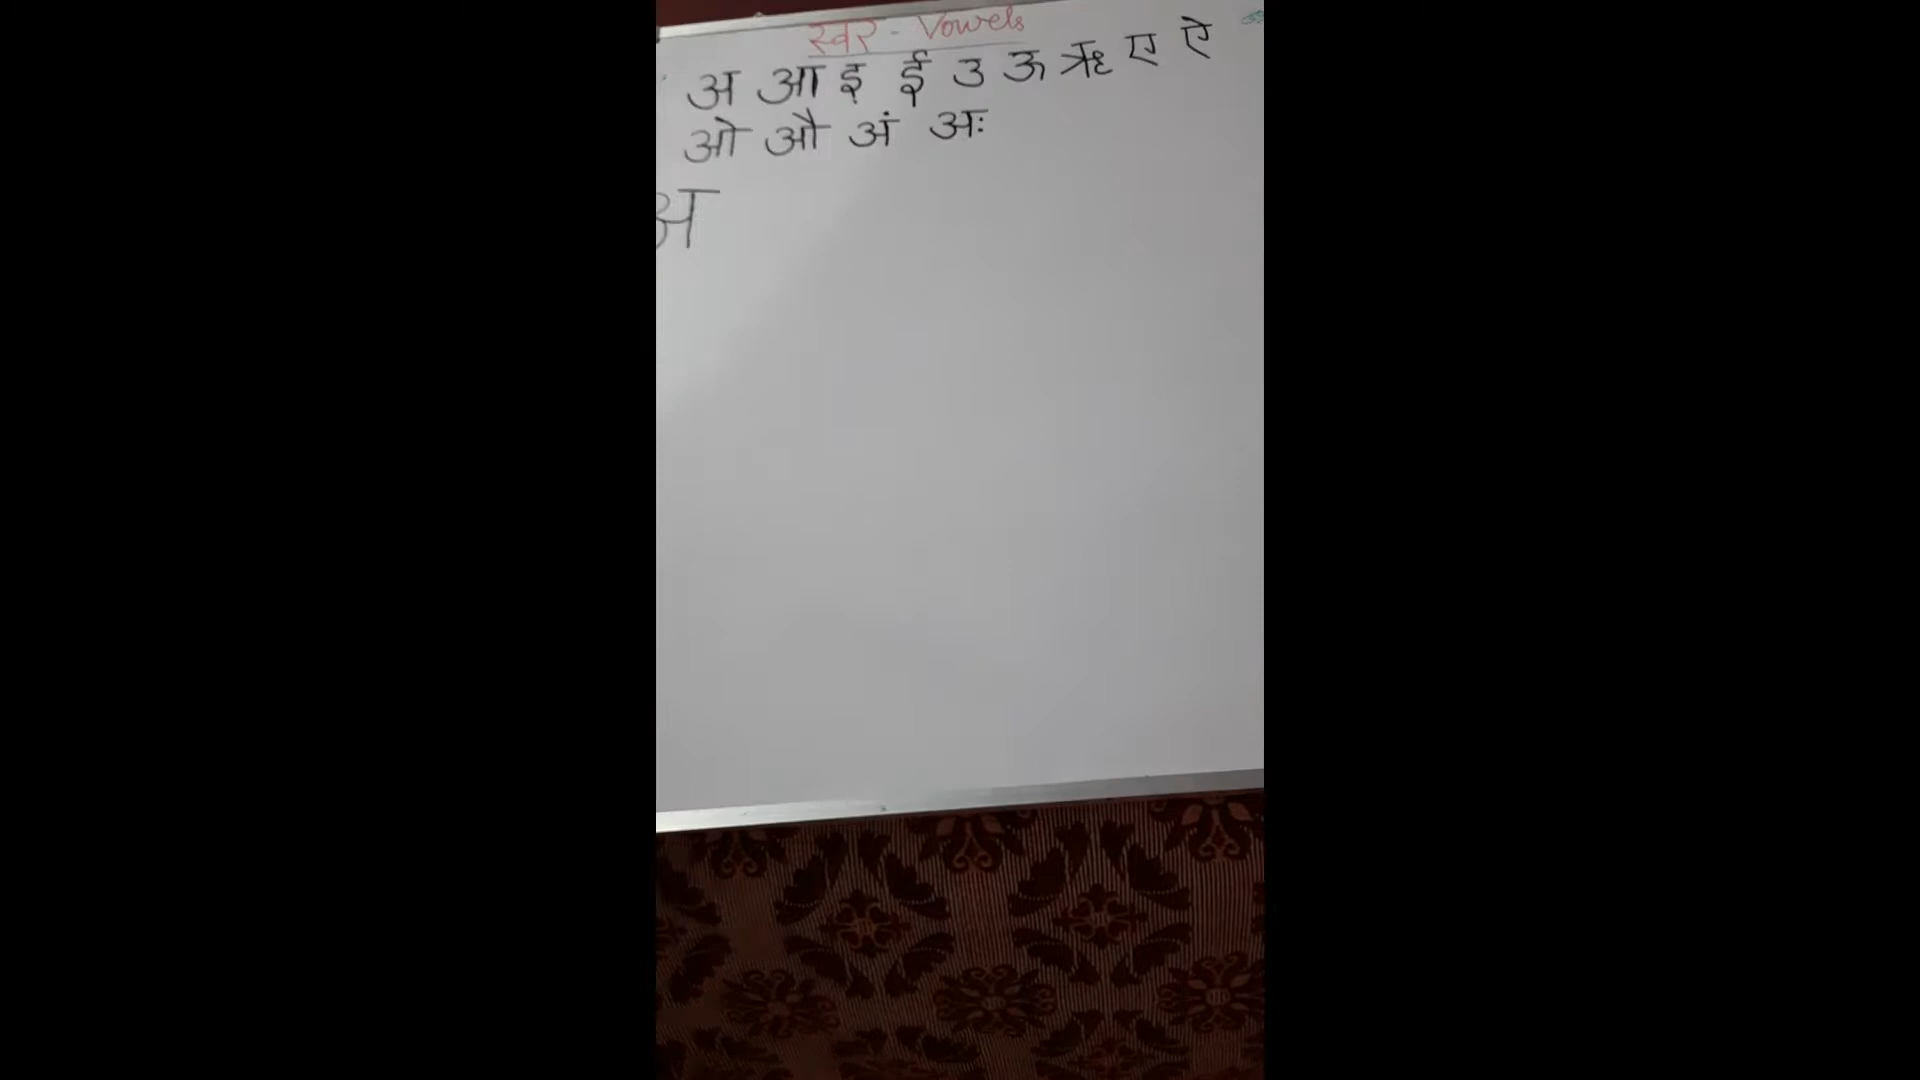 स्वर - Vowels
अ आ इ ई उ ऊ ऋ ए ऐ
ओ औ अं अः
अ